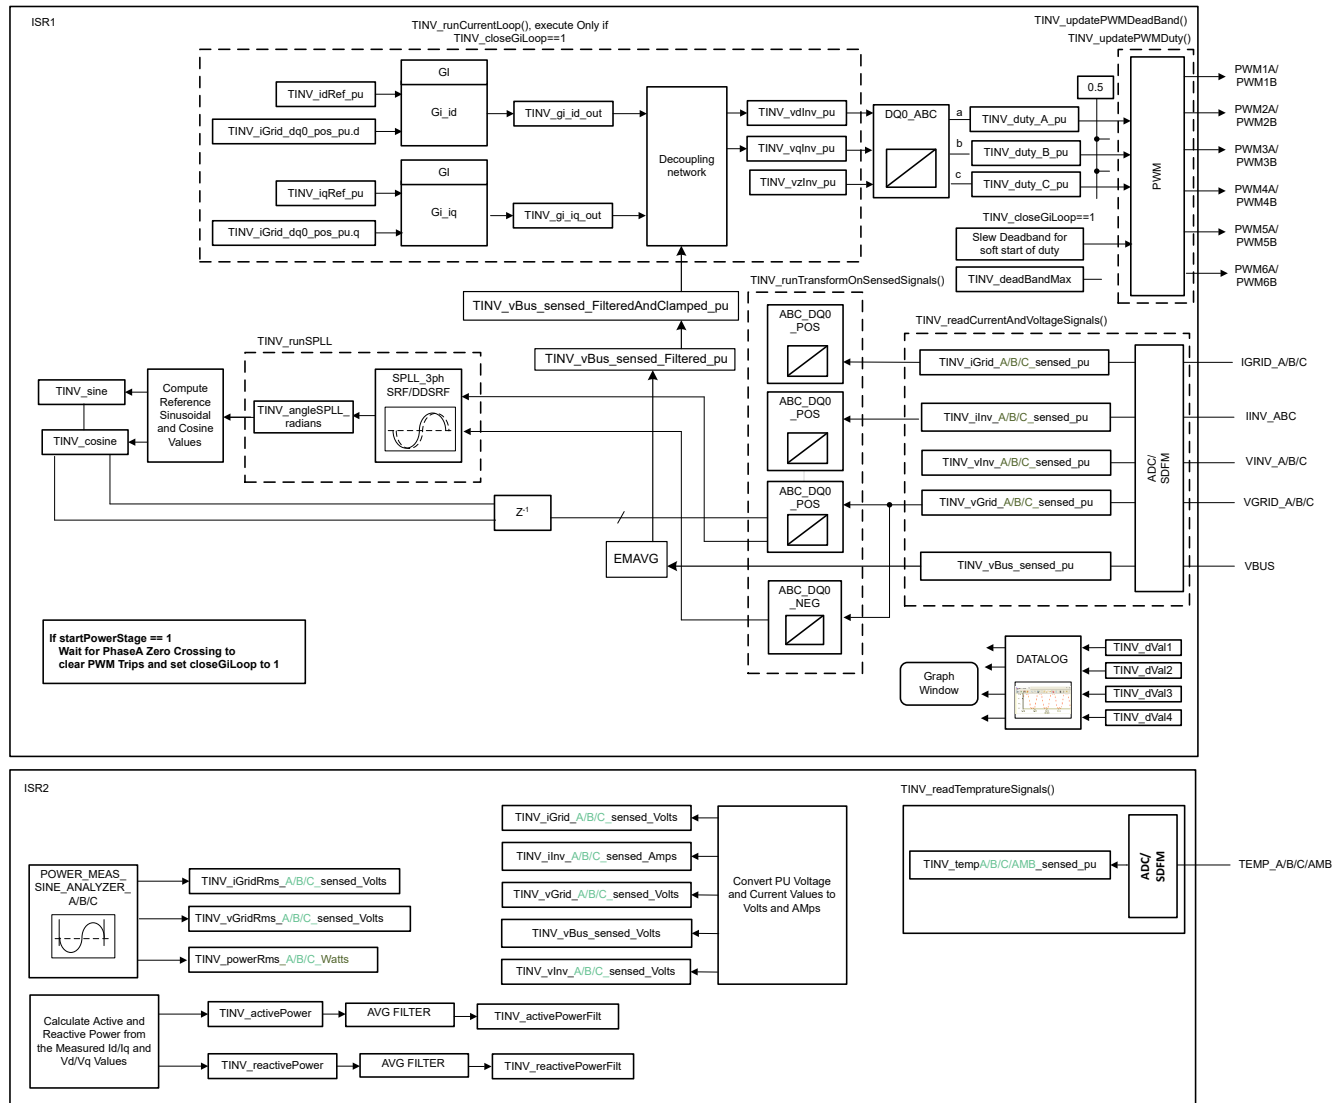 ISR1
TINV_runCurrentLoop(), execute Only if
TINV_closeGiLoop==1
TINV_updatePWMDeadBand()
TINV_updatePWMDuty()
GI
Gi_id
TINV_idRef_pu
TINV_iGrid_dq0_pos_pu.d
TINV_gi_id_out
GI
Gi_iq
TINV_iqRef_pu
TINV_iGrid_dq0_pos_pu.q
TINV_gi_iq_out
Decoupling
network
TINV_vdInv_pu
TINV_vqInv_pu
TINV_vzInv_pu
DQ0_ABC
a
b
c
TINV_duty_A_pu
TINV_duty_B_pu
TINV_duty_C_pu
0.5
PWM
TINV_closeGiLoop==1
Slew Deadband for
soft start of duty
TINV_deadBandMax
PWM1A/
PWM1B
PWM2A/
PWM2B
PWM3A/
PWM3B
PWM4A/
PWM4B
PWM5A/
PWM5B
PWM6A/
PWM6B
TINV_vBus_sensed_FilteredAndClamped_pu
TINV_vBus_sensed_Filtered_pu
TINV_runTransformOnSensedSignals()
ABC_DQ0
_POS
ABC_DQ0
_POS
ABC_DQ0
_POS
ABC_DQ0
_NEG
TINV_readCurrentAndVoltageSignals()
TINV_iGrid_A/B/C_sensed_pu
TINV_iInv_A/B/C_sensed_pu
TINV_vInv_A/B/C_sensed_pu
TINV_vGrid_A/B/C_sensed_pu
TINV_vBus_sensed_pu
ADC/
SDFM
IGRID_A/B/C
IINV_ABC
VINV_A/B/C
VGRID_A/B/C
VBUS
TINV_runSPLL
SPLL_3ph
SRF/DDSRF
TINV_angleSPLL_
radians
Compute
Reference
Sinusoidal
and Cosine
Values
TINV_sine
TINV_cosine
Z-1
EMAVG
If startPowerStage == 1
Wait for PhaseA Zero Crossing to
clear PWM Trips and set closeGiLoop to 1
Graph
Window
DATALOG
TINV_dVal1
TINV_dVal2
TINV_dVal3
TINV_dVal4
ISR2
POWER_MEAS_
SINE_ANALYZER_
A/B/C
TINV_iGridRms_A/B/C_sensed_Volts
TINV_vGridRms_A/B/C_sensed_Volts
TINV_powerRms_A/B/C_Watts
TINV_iGrid_A/B/C_sensed_Volts
TINV_iInv_A/B/C_sensed_Amps
TINV_vGrid_A/B/C_sensed_Volts
TINV_vBus_sensed_Volts
TINV_vInv_A/B/C_sensed_Volts
Convert PU Voltage
and Current Values to
Volts and AMps
TINV_readTempratureSignals()
TINV_tempA/B/C/AMB_sensed_pu
ADC/
SDFM
TEMP_A/B/C/AMB
Calculate Active and
Reactive Power from
the Measured Id/Iq and
Vd/Vq Values
TINV_activePower
AVG FILTER
TINV_activePowerFilt
TINV_reactivePower
AVG FILTER
TINV_reactivePowerFilt